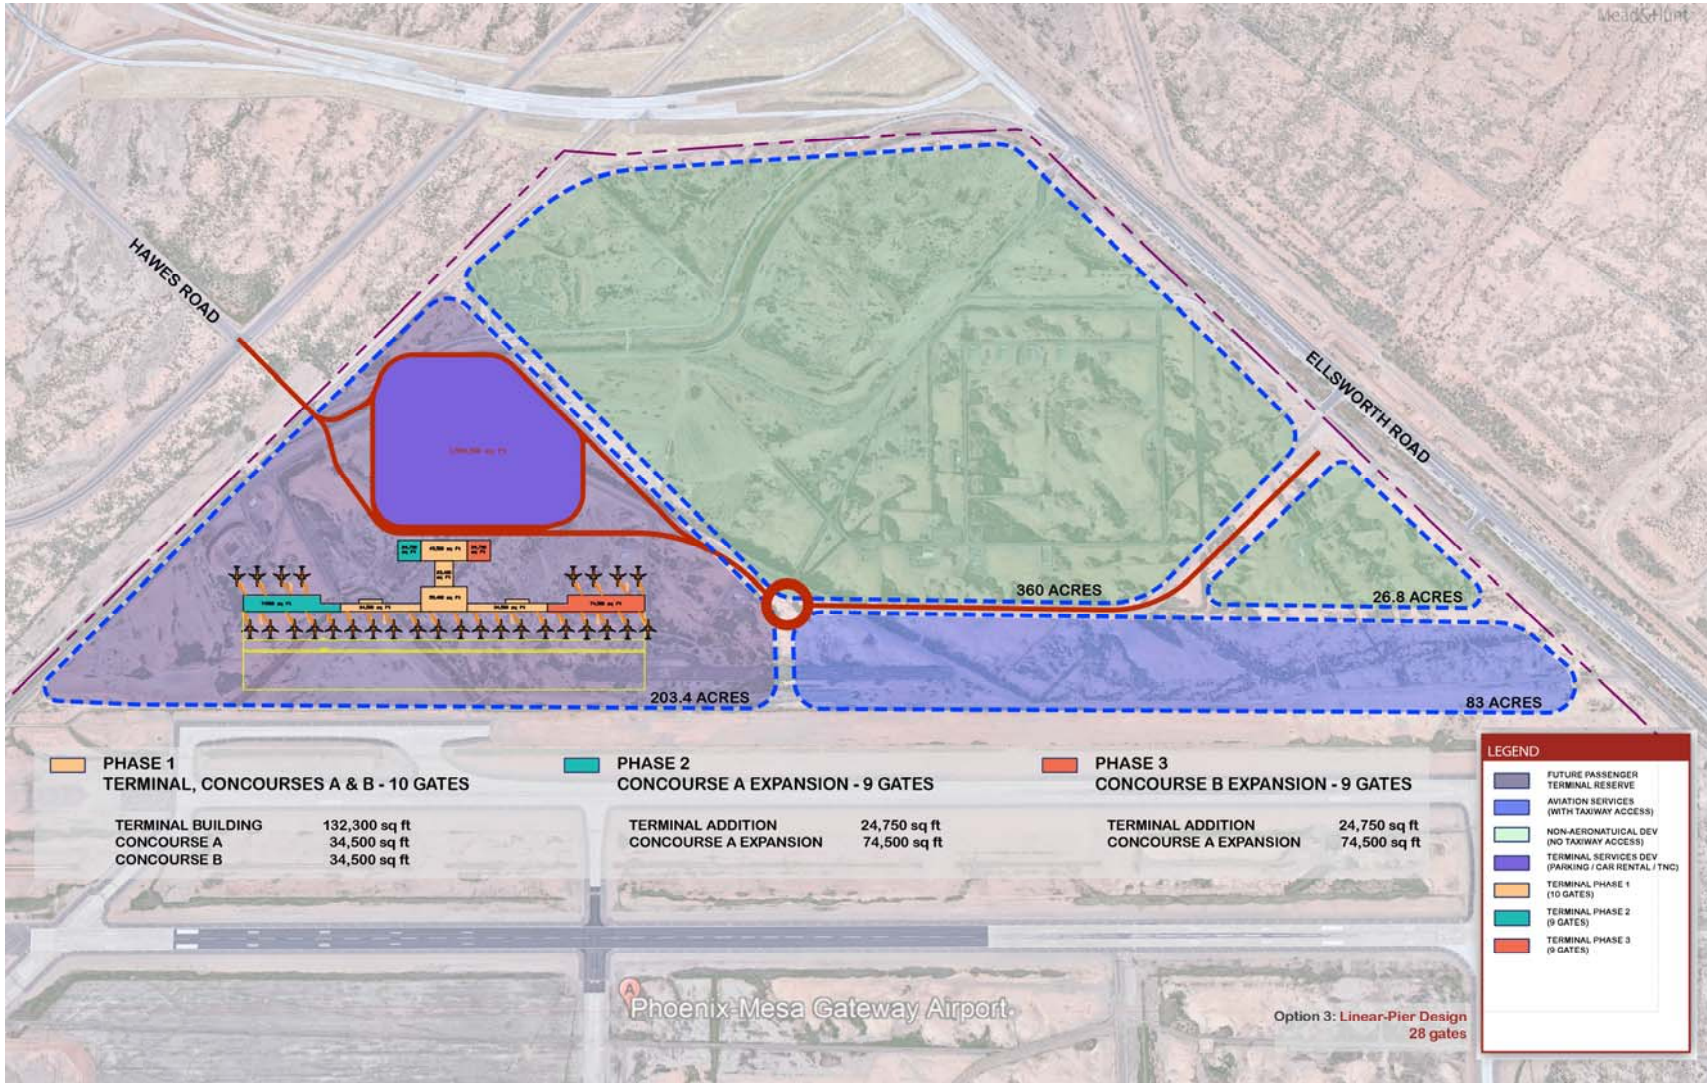 Mead&Hunt
HAWES ROAD
ELLSWORTH ROAD
360 ACRES
26.8 ACRES
203.4 ACRES
83 ACRES
PHASE 1
TERMINAL, CONCOURSES A & B - 10 GATES
TERMINAL BUILDING 132,300 sq ft
CONCOURSE A 34,500 sq ft
CONCOURSE B 34,500 sq ft
PHASE 2
CONCOURSE A EXPANSION - 9 GATES
TERMINAL ADDITION 24,750 sq ft
CONCOURSE A EXPANSION 74,500 sq ft
PHASE 3
CONCOURSE B EXPANSION - 9 GATES
TERMINAL ADDITION 24,750 sq ft
CONCOURSE A EXPANSION 74,500 sq ft
LEGEND
FUTURE PASSENGER
TERMINAL RESERVE
AVIATION SERVICES
(WITH TAXIWAY ACCESS)
NON-AERONATUICAL DEV
(NO TAXIWAY ACCESS)
TERMINAL SERVICES DEV
(PARKING / CAR RENTAL / TNC)
TERMINAL PHASE 1
(10 GATES)
TERMINAL PHASE 2
(9 GATES)
TERMINAL PHASE 3
(9 GATES)
A
Phoenix-Mesa Gateway Airport
Option 3: Linear-Pier Design
28 gates